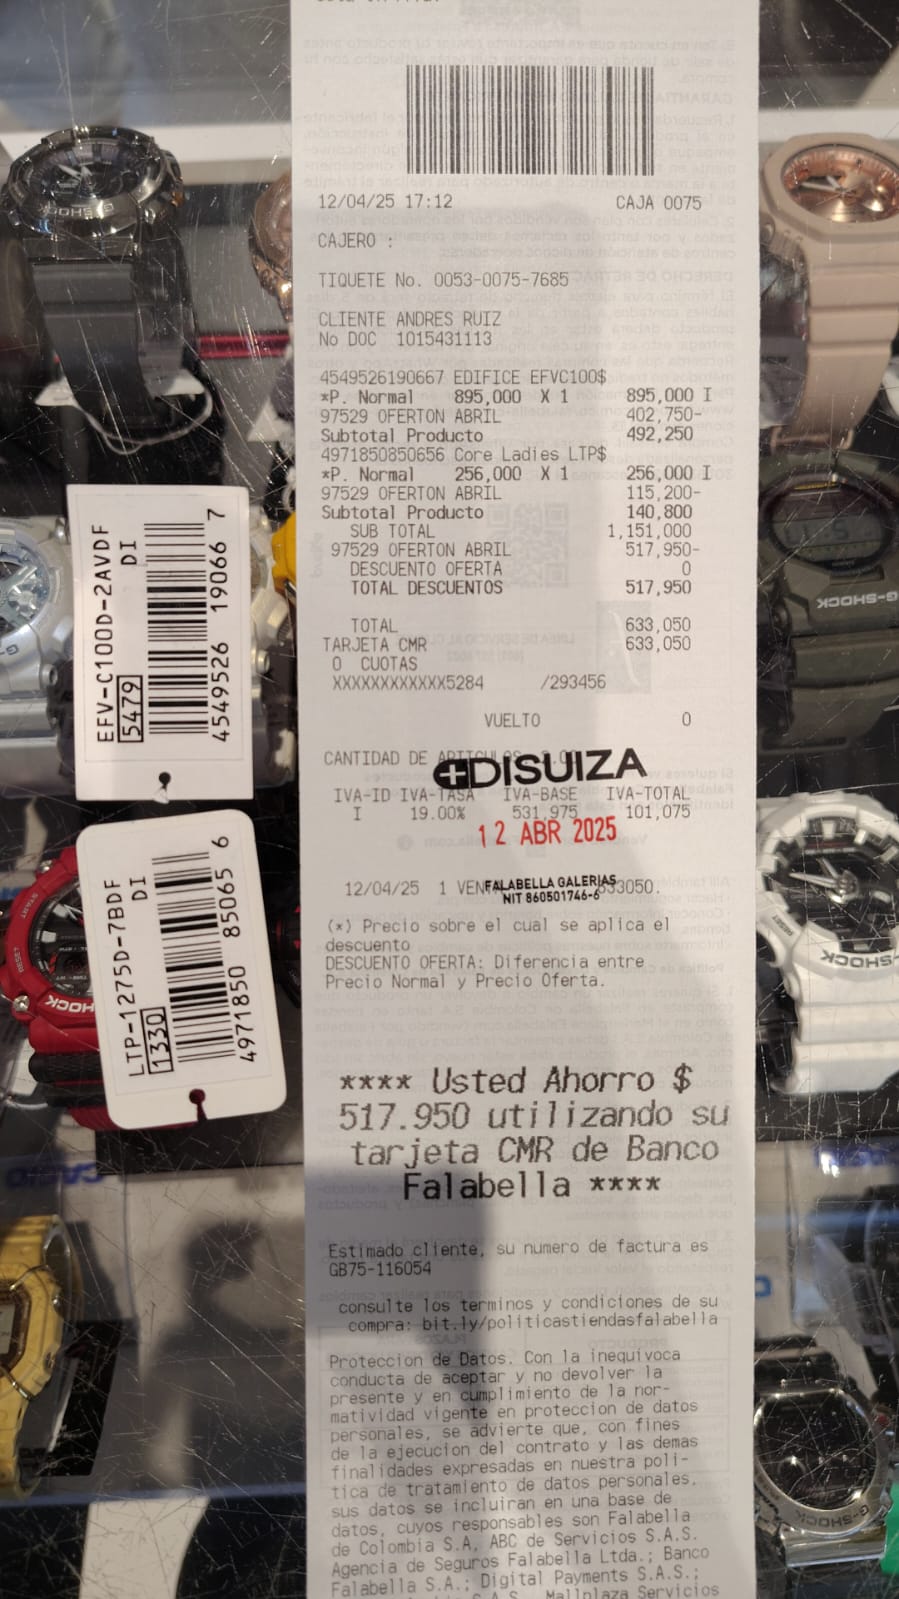 12/04/25 17:12 CAJA 0075
CAJERO :
TIQUETE No. 0053-0075-7685
CLIENTE ANDRES RUIZ
No DOC 1015431113
4549526190667 EDIFICE EFVC100$
*P. Normal 895,000 X 1 895,000 I
97529 OFERTON ABRIL 402,750-
Subtotal Producto 492,250
4971850850656 Core Ladies LTP$
*P. Normal 256,000 X 1 256,000 I
97529 OFERTON ABRIL 115,200-
Subtotal Producto 140,800
SUB TOTAL 1,151,000
97529 OFERTON ABRIL 517,950-
DESCUENTO OFERTA 0
TOTAL DESCUENTOS 517,950
TOTAL 633,050
TARJETA CMR 633,050
0 CUOTAS
XXXXXXXXXXXX5284 /293456
VUELTO 0
CANTIDAD DE ARTICULOS
DISUIZA
IVA-ID IVA-TASA IVA-BASE IVA-TOTAL
I 19.00% 531,975 101,075
12 ABR 2025
12/04/25 1 633050.
FALABELLA GALERIAS
NIT 860501746-6
(*) Precio sobre el cual se aplica el
descuento
DESCUENTO OFERTA: Diferencia entre
Precio Normal y Precio Oferta.
**** Usted Ahorro $
517.950 utilizando su
tarjeta CMR de Banco
Falabella ****
Estimado cliente, su numero de factura es
GB75-116054
consulte los terminos y condiciones de su
compra: bit.ly/politicastiendasfalabella
Proteccion de Datos. Con la inequivoca
conducta de aceptar y no devolver la
presente y en cumplimiento de la nor-
matividad vigente en proteccion de datos
personales, se advierte que, con fines
de la ejecucion del contrato y las demas
finalidades expresadas en nuestra poli-
tica de tratamiento de datos personales.
sus datos se incluiran en una base de
datos, cuyos responsables son Falabella
de Colombia S.A, ABC de Servicios S.A.S.
Agencia de Seguros Falabella Ltda.; Banco
Falabella S.A.; Digital Payments S.A.S.;
Mallplaza Servicios
EFV-C100D-2AVDF
DI
5479
4549526 19066 7
LTP-1275D-7BDF
DI
1330
4971850 85065 6
G-SHOCK
G-SHOCK
G-SHOCK
G-SHOCK
G-SHOCK
CASIO
G-SHOCK